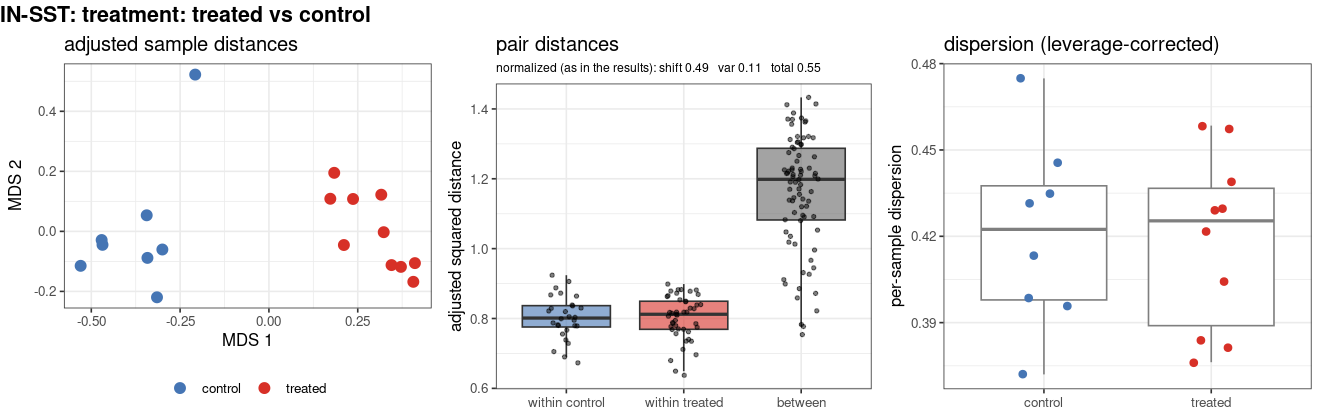 IN-SST: treatment: treated vs control
adjusted sample distances
MDS 2
0.4
0.2
0.0
-0.2
-0.50
-0.25
0.00
0.25
MDS 1
control
treated
pair distances
normalized (as in the results): shift 0.49 var 0.11 total 0.55
adjusted squared distance
1.4
1.2
1.0
0.8
0.6
within control
within treated
between
dispersion (leverage-corrected)
per-sample dispersion
0.48
0.45
0.42
0.39
control
treated